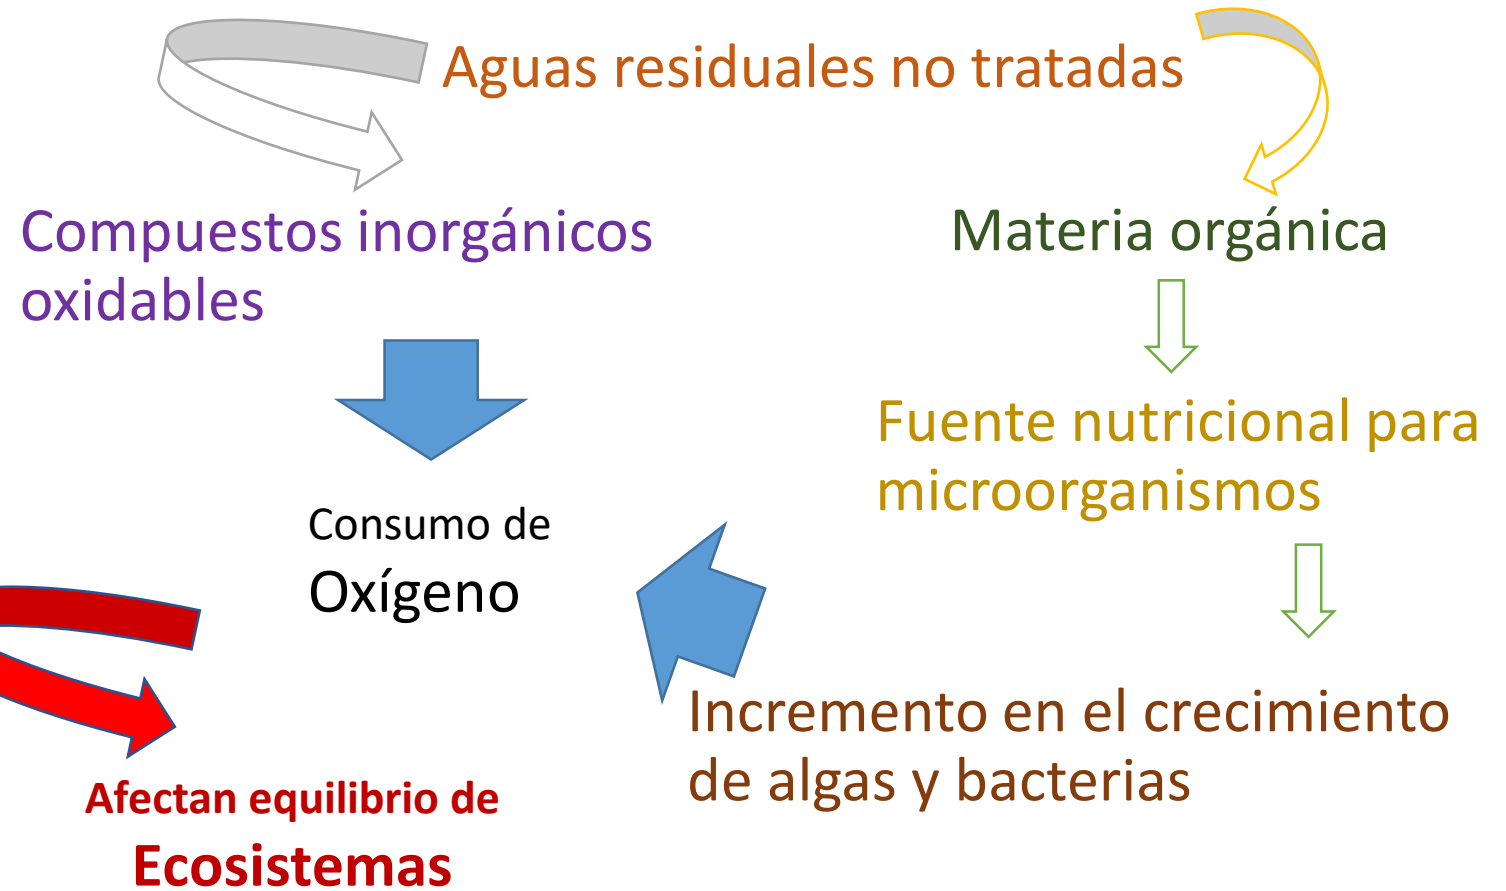 Aguas residuales no tratadas
Compuestos inorgánicos
oxidables
Materia orgánica
Fuente nutricional para
microorganismos
Consumo de
Oxígeno
Incremento en el crecimiento
de algas y bacterias
Afectan equilibrio de
Ecosistemas